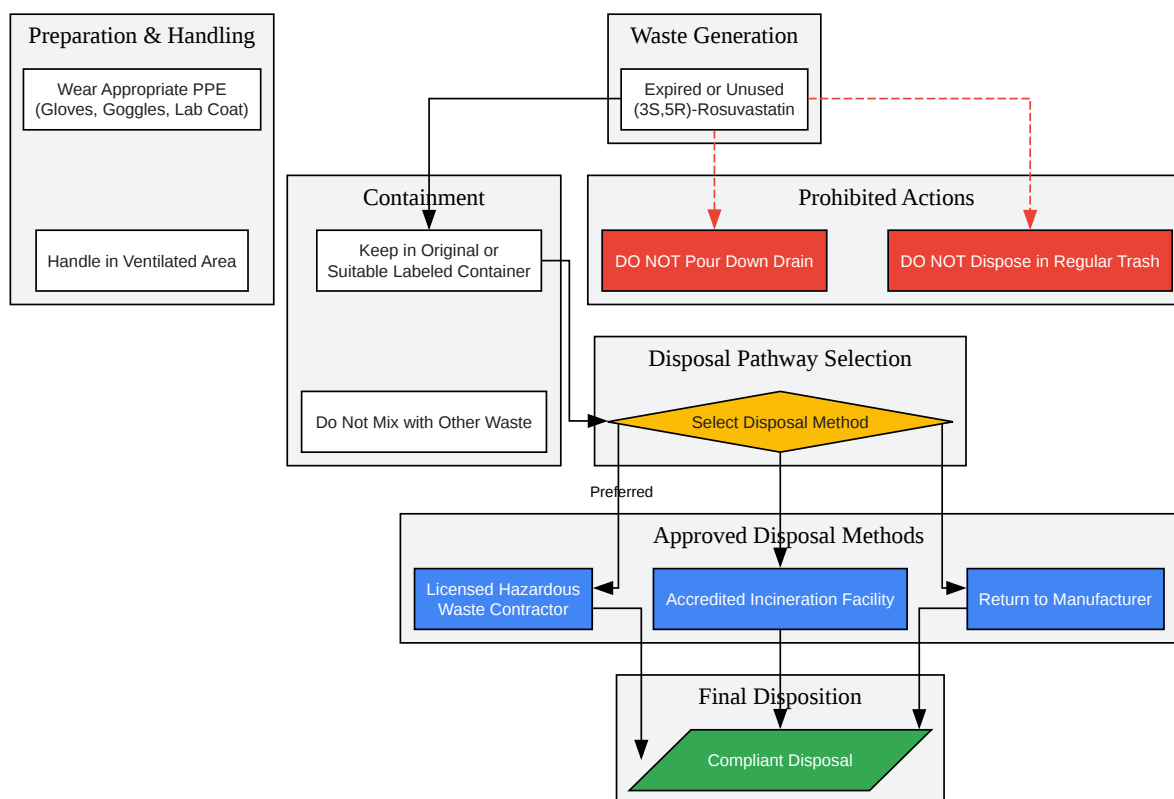 Preparation & Handling
Wear Appropriate PPE
(Gloves, Goggles, Lab Coat)
Handle in Ventilated Area
Waste Generation
Expired or Unused
(3S,5R)-Rosuvastatin
Containment
Keep in Original or
Suitable Labeled Container
Do Not Mix with Other Waste
Prohibited Actions
DO NOT Pour Down Drain
DO NOT Dispose in Regular Trash
Disposal Pathway Selection
Select Disposal Method
Preferred
Approved Disposal Methods
Licensed Hazardous
Waste Contractor
Accredited Incineration Facility
Return to Manufacturer
Final Disposition
Compliant Disposal